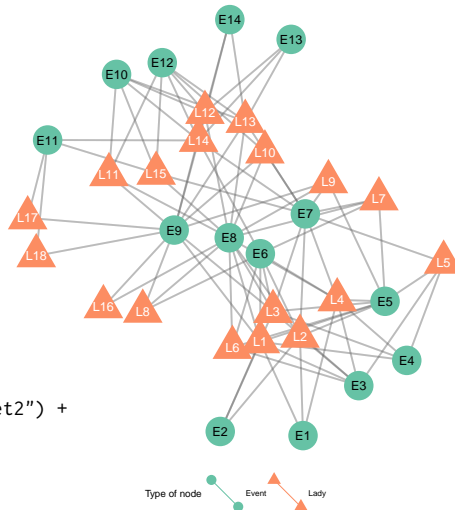 E14
E13
E12
E10
L12
L13
E11
L14
L10
L11
L15
L9
L7
E7
L17
E9
E8
L18
E6
L5
L16
L8
L3
L4
E5
L6
L1
L2
E4
E3
et2") +
E2
E1
Type of node
Event
Lady